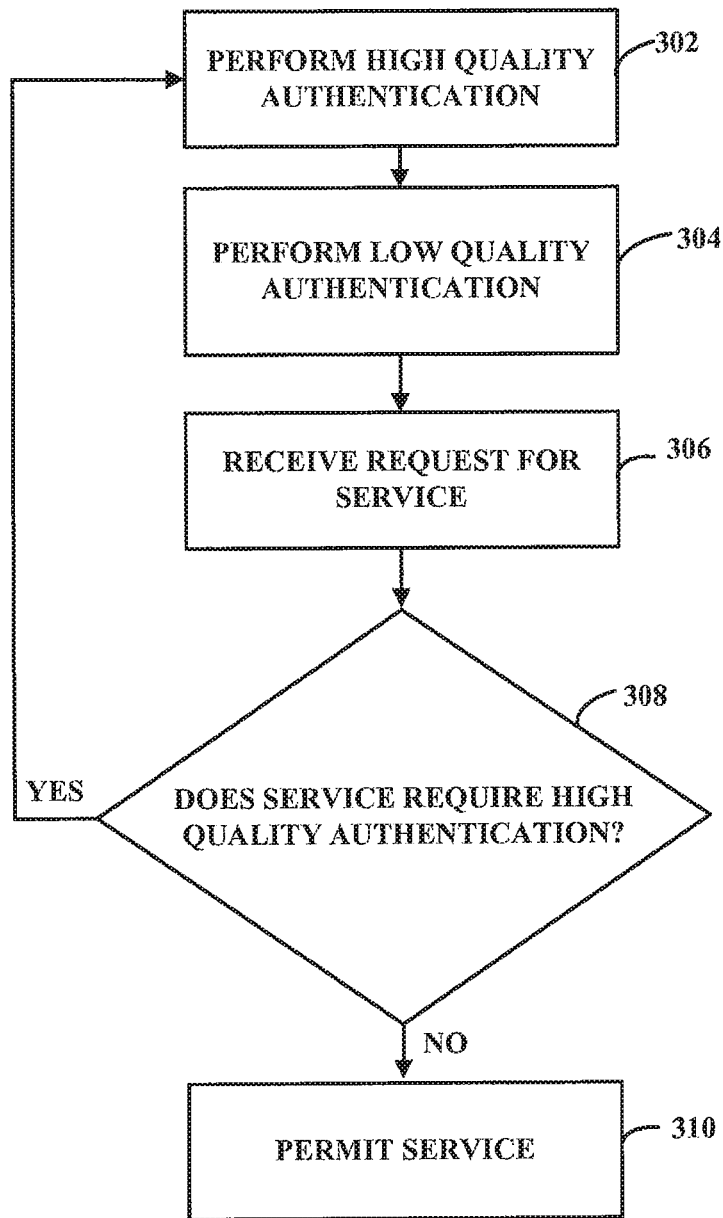 PERFORM HIGH QUALITY
AUTHENTICATION
302
PERFORM LOW QUALITY
AUTHENTICATION
304
RECEIVE REQUEST FOR
SERVICE
306
308
YES
DOES SERVICE REQUIRE HIGH
QUALITY AUTHENTICATION?
NO
PERMIT SERVICE
310